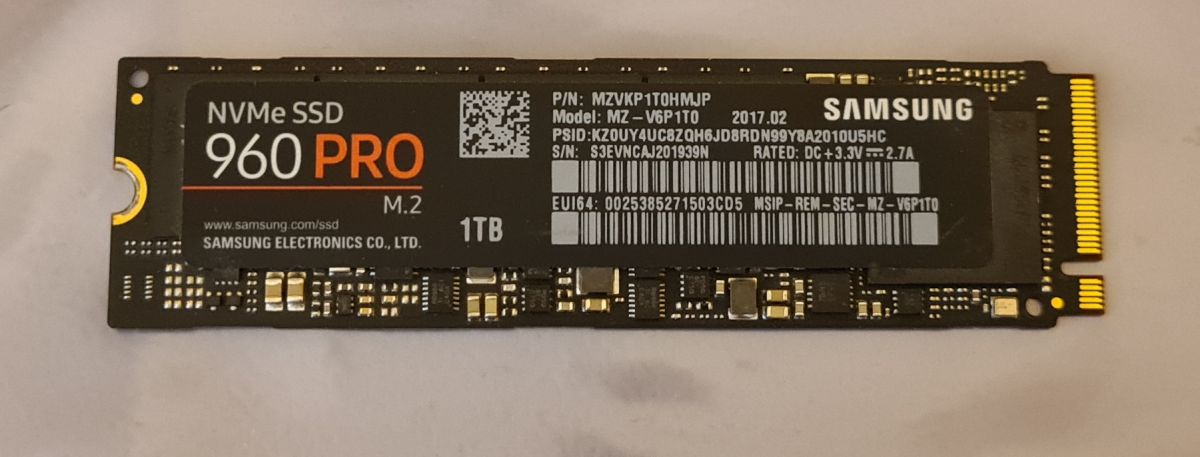 NVMe SSD
960 PRO
M.2
www.samsung.com/ssd
SAMSUNG ELECTRONICS CO., LTD.
1TB
P/N: MZVKP1T0HMJP
Model: MZ-V6P1T0 2017.02
SAMSUNG
PSID:KZ0UY4UC8ZQH6JD8RDN99Y8A2010U5HC
S/N: S3EVNCAJ201939N RATED: DC+3.3V⎓2.7A
EUI64: 0025385271503CD5 MSIP-REM-SEC-MZ-V6P1T0